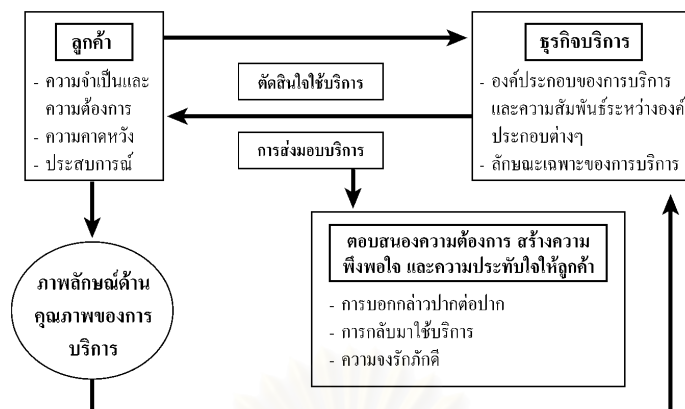 ลูกค้า
- ความจำเป็นและ
ความต้องการ
- ความคาดหวัง
- ประสบการณ์
ตัดสินใจใช้บริการ
การส่งมอบบริการ
ธุรกิจบริการ
- องค์ประกอบของการบริการ
และความสัมพันธ์ระหว่างองค์
ประกอบต่างๆ
- ลักษณะเฉพาะของการบริการ
ภาพลักษณ์ด้าน
คุณภาพของการ
บริการ
ตอบสนองความต้องการ สร้างความ
พึงพอใจ และความประทับใจให้ลูกค้า
- การบอกกล่าวปากต่อปาก
- การกลับมาใช้บริการ
- ความจงรักภักดี